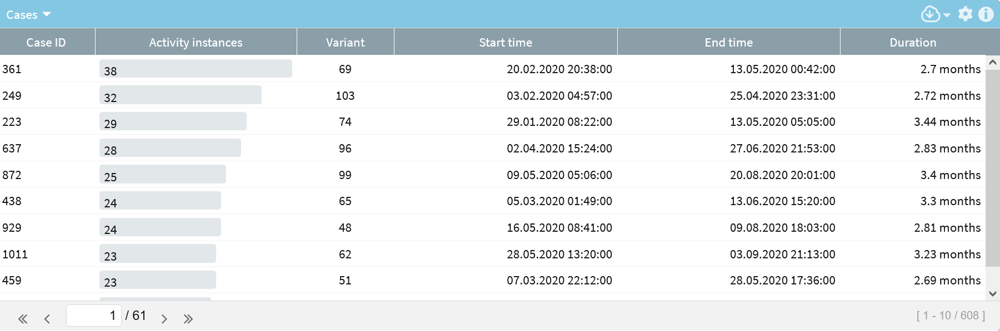 Cases
Case ID Activity instances Variant Start time End time Duration
361 38 69 20.02.2020 20:38:00 13.05.2020 00:42:00 2.7 months
249 32 103 03.02.2020 04:57:00 25.04.2020 23:31:00 2.72 months
223 29 74 29.01.2020 08:22:00 13.05.2020 05:05:00 3.44 months
637 28 96 02.04.2020 15:24:00 27.06.2020 21:53:00 2.83 months
872 25 99 09.05.2020 05:06:00 20.08.2020 20:01:00 3.4 months
438 24 65 05.03.2020 01:49:00 13.06.2020 15:20:00 3.3 months
929 24 48 16.05.2020 08:41:00 09.08.2020 18:03:00 2.81 months
1011 23 62 28.05.2020 13:20:00 03.09.2020 21:13:00 3.23 months
459 23 51 07.03.2020 22:12:00 28.05.2020 17:36:00 2.69 months
1 / 61 [ 1 - 10 / 608 ]